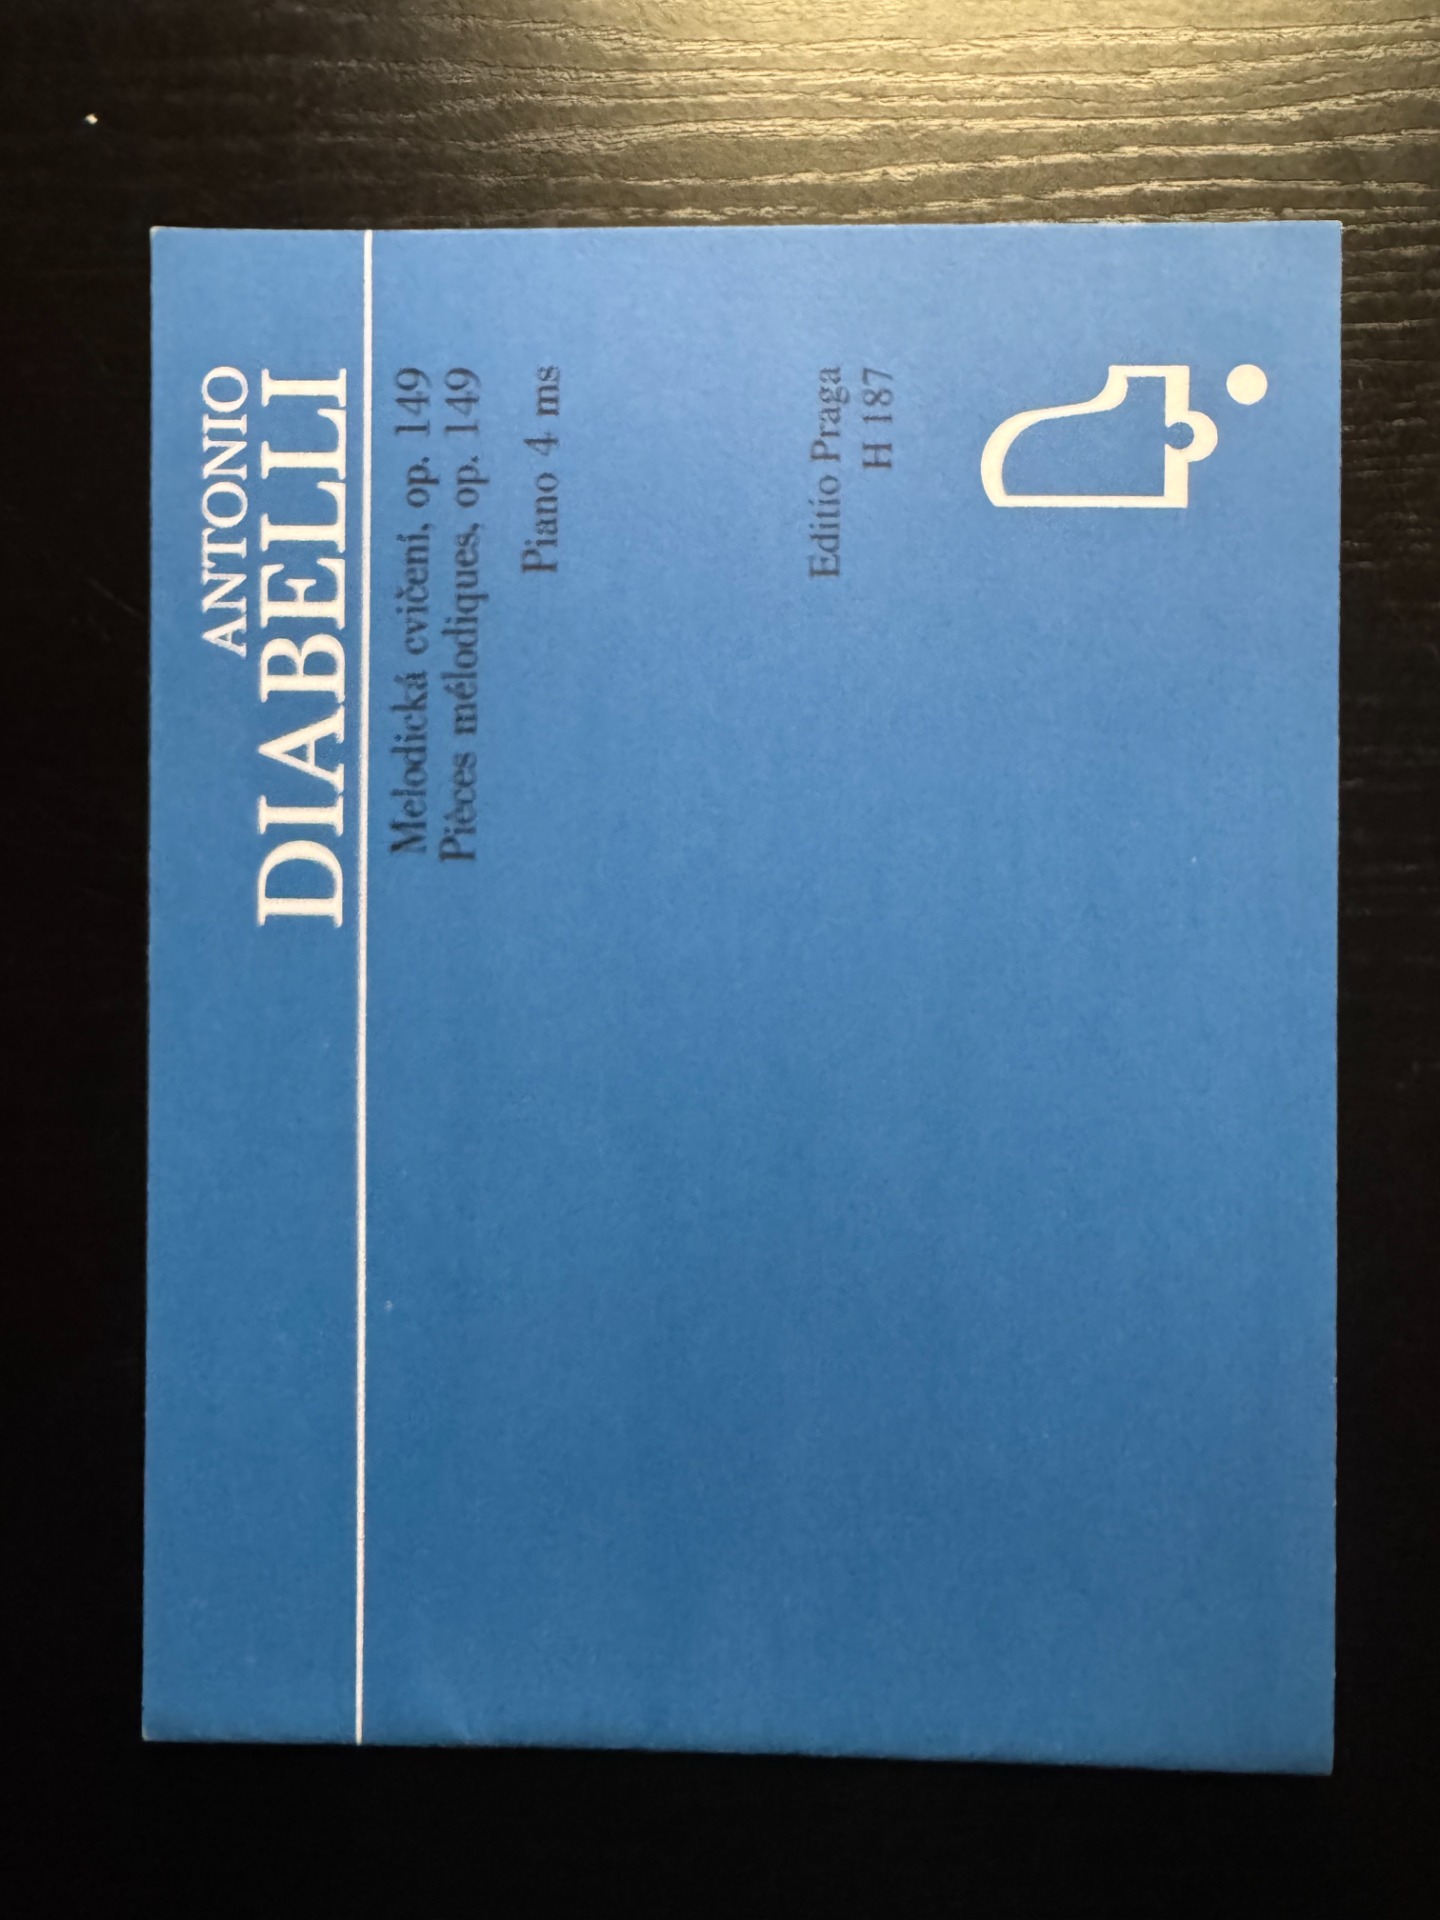 ANTONIO
DIABELLI
Melodická cvičení, op. 149
Pièces mélodiques, op. 149
Piano 4 ms
Editio Praga
H 187